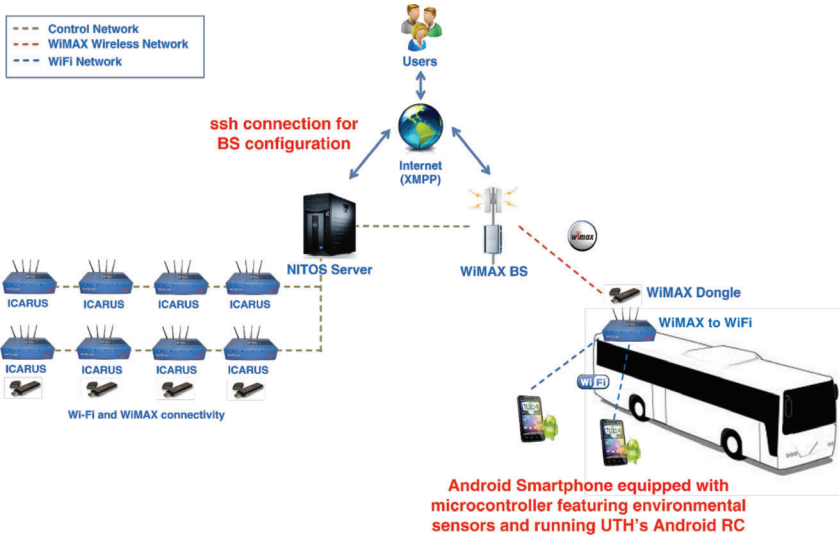 Control Network
WiMAX Wireless Network
WiFi Network
Users
ssh connection for
BS configuration
Internet
(XMPP)
NITOS Server
WiMAX BS
wimax
WiMAX Dongle
WiMAX to WiFi
ICARUS
ICARUS
ICARUS
ICARUS
ICARUS
ICARUS
ICARUS
ICARUS
Wi-Fi and WiMAX connectivity
Wi Fi
Android Smartphone equipped with
microcontroller featuring environmental
sensors and running UTH's Android RC